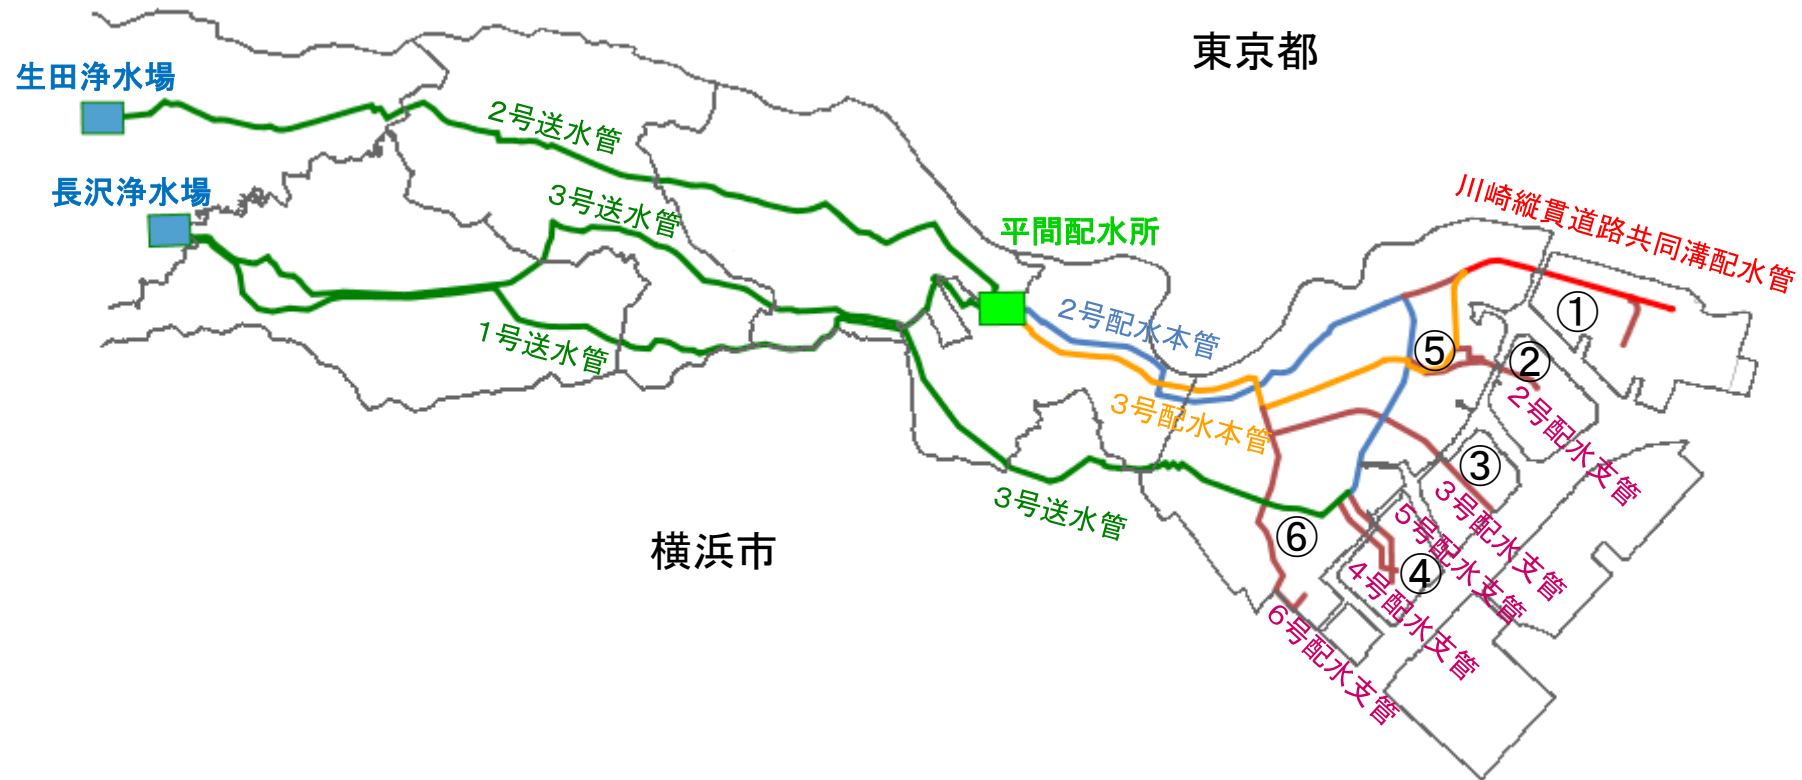 東京都
生田浄水場
2号送水管
長沢浄水場
3号送水管
川崎縦貫道路共同溝配水管
平間配水所
①
2号配水本管
1号送水管
⑤
②
3号配水本管
2号配水支管
③
3号送水管
3号配水支管
横浜市
⑥
5号配水支管
④
4号配水支管
6号配水支管